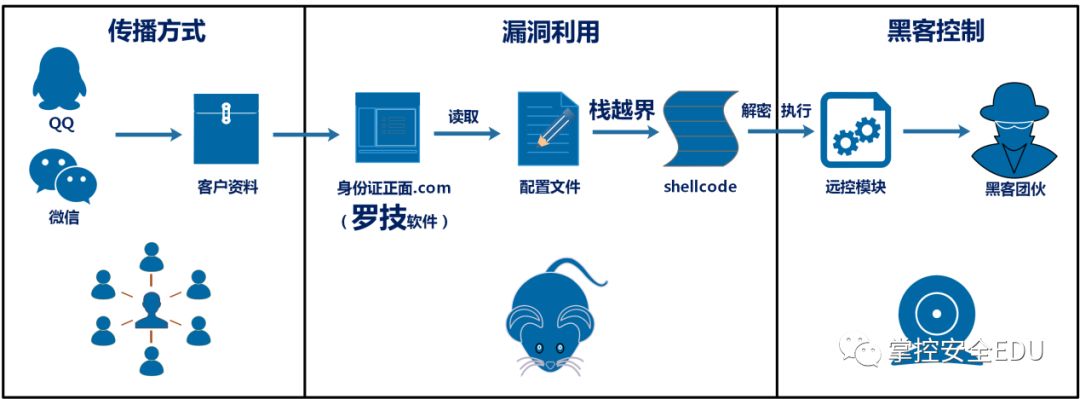 传播方式
QQ
微信
客户资料
漏洞利用
身份证正面.com
（罗技软件）
读取
配置文件
栈越界
shellcode
解密
黑客控制
执行
远控模块
黑客团伙
掌控安全EDU